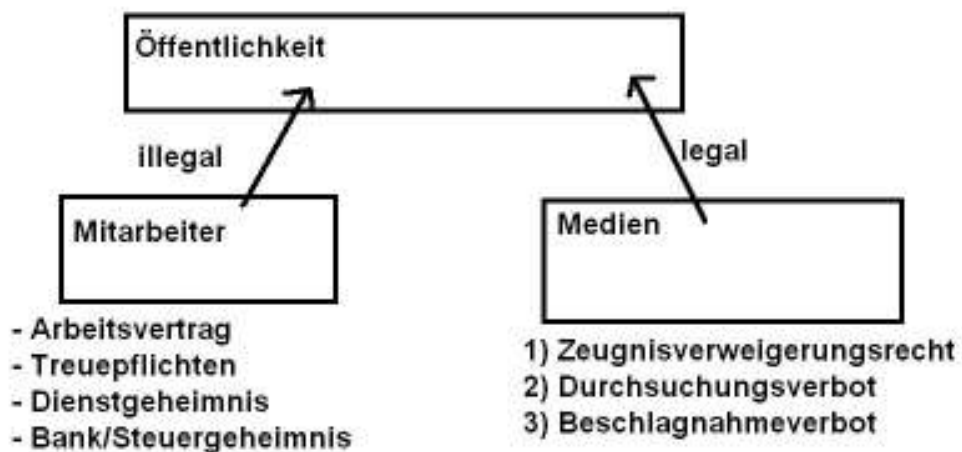 Öffentlichkeit
illegal
legal
Mitarbeiter
Medien
- Arbeitsvertrag
- Treuepflichten
- Dienstgeheimnis
- Bank/Steuergeheimnis
1) Zeugnisverweigerungsrecht
2) Durchsuchungsverbot
3) Beschlagnahmeverbot